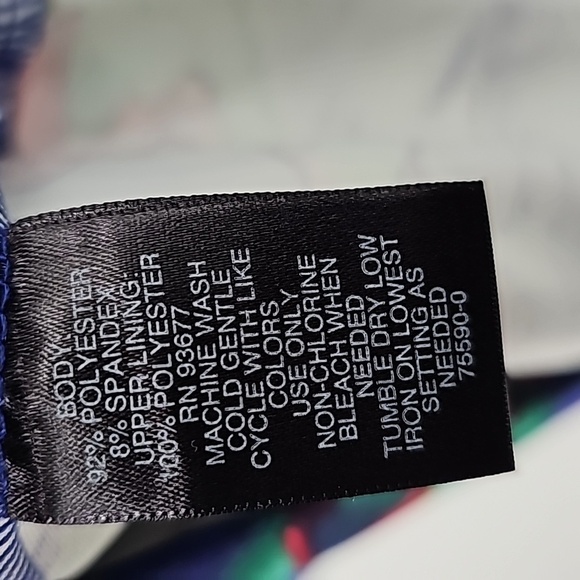 BODY
92% POLYESTER
8% SPANDEX
UPPER LINING:
100% POLYESTER
RN 93677
MACHINE WASH
COLD GENTLE
CYCLE WITH LIKE
COLORS
USE ONLY
NON-CHLORINE
BLEACH WHEN
NEEDED
TUMBLE DRY LOW
IRON ON LOWEST
SETTING AS
NEEDED
75590-0